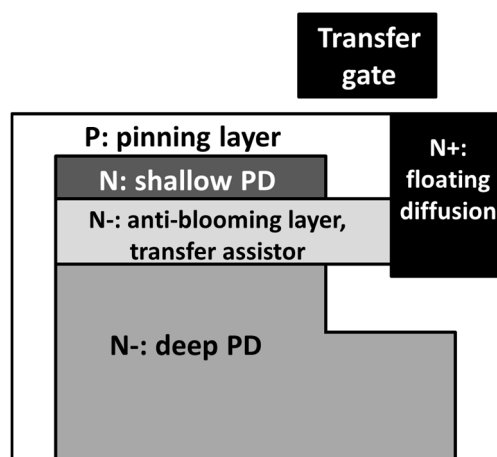 Transfer
gate
P: pinning layer
N+:
floating
diffusion
N: shallow PD
N-: anti-blooming layer,
transfer assistor
N-: deep PD